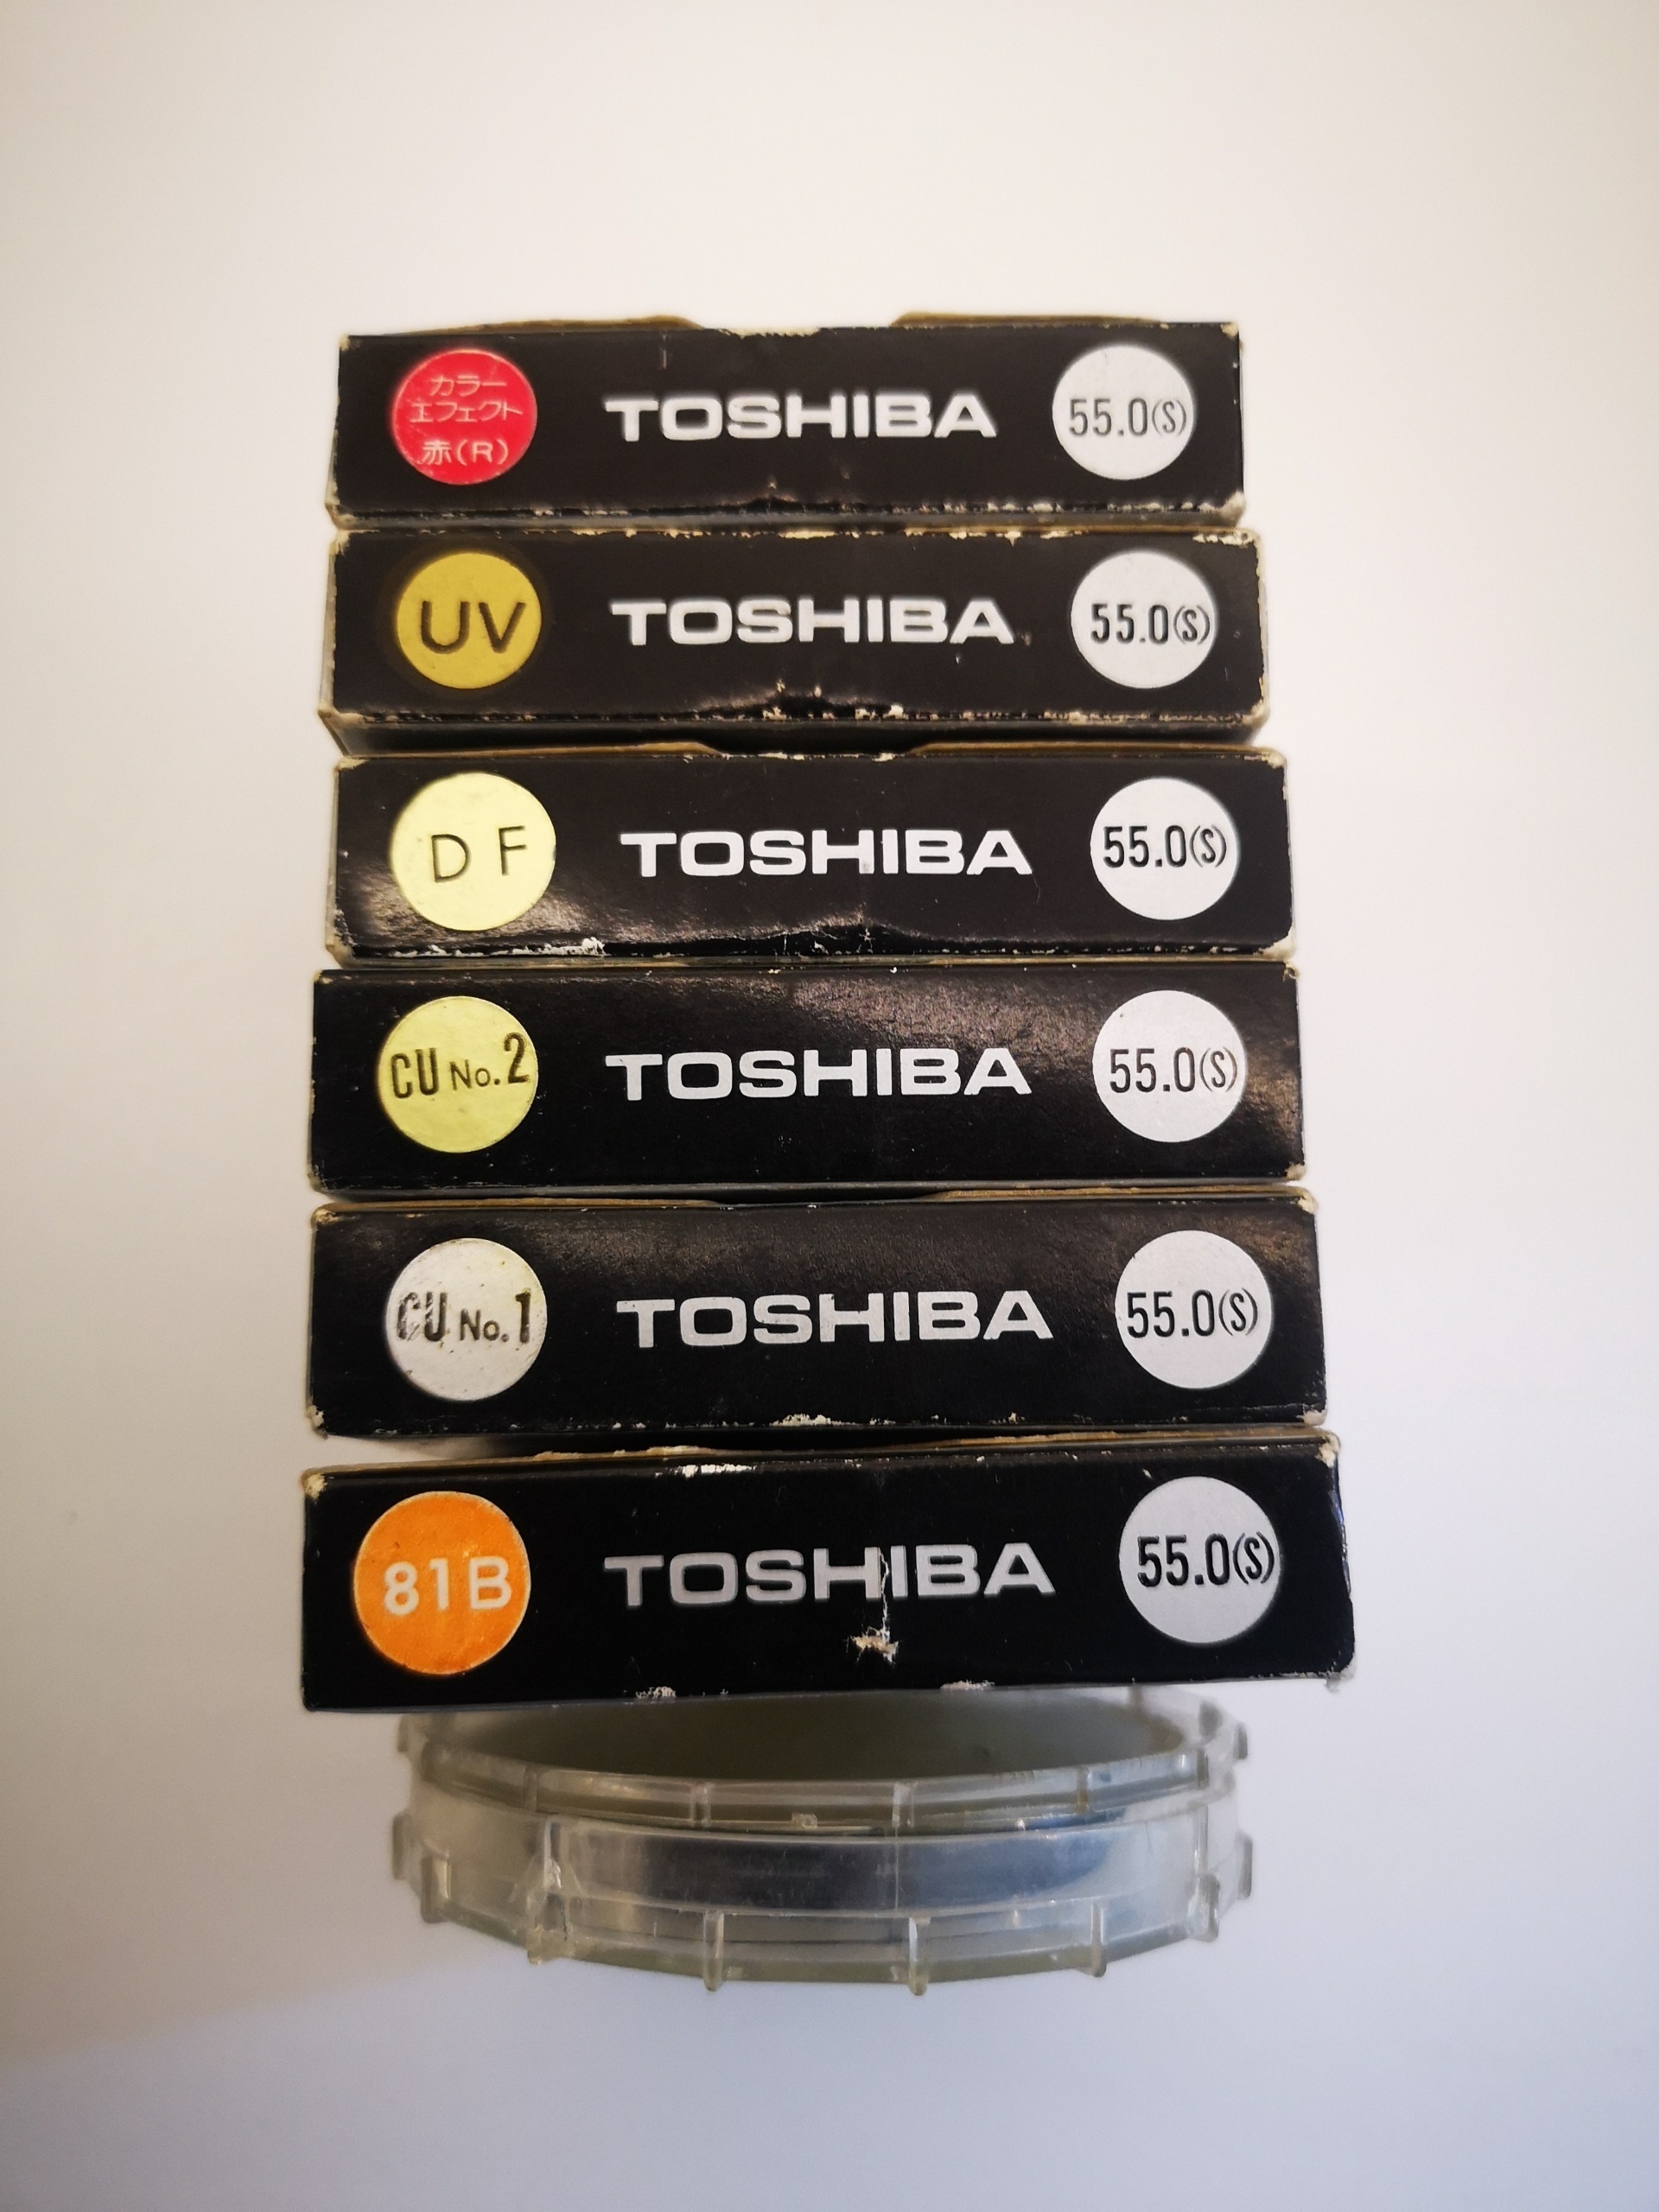 カラー
エフェクト
赤(R)
TOSHIBA
55.0(S)
UV
TOSHIBA
55.0(S)
DF
TOSHIBA
55.0(S)
CU No.2
TOSHIBA
55.0(S)
CU No.1
TOSHIBA
55.0(S)
81B
TOSHIBA
55.0(S)